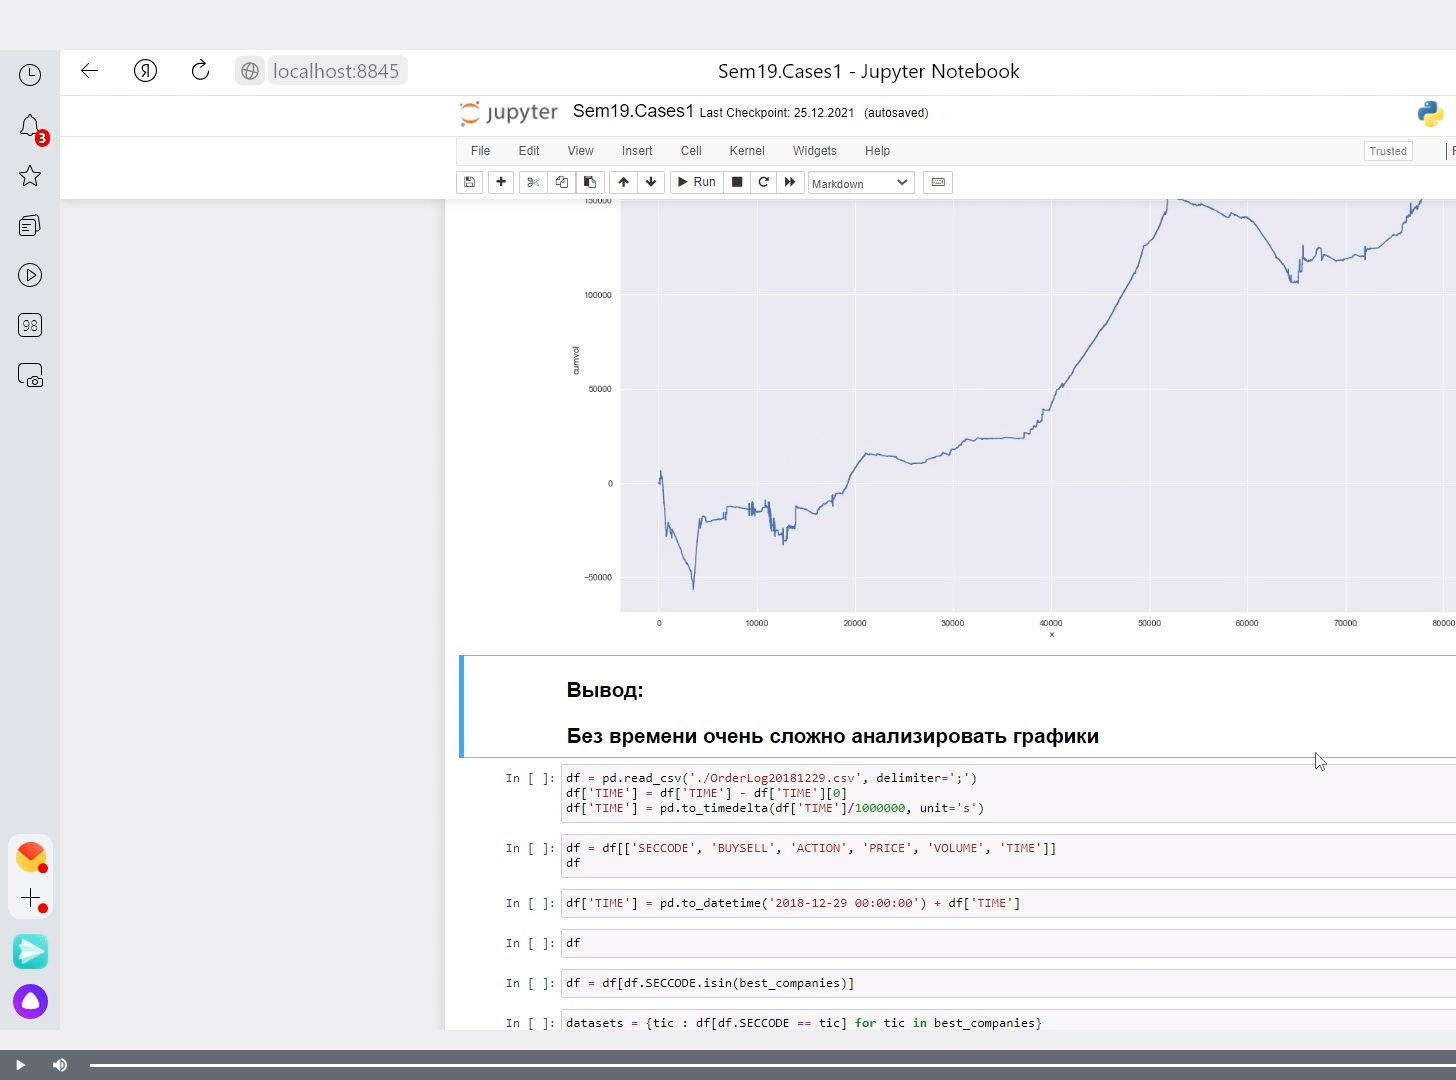 3
98
localhost:8845
Sem19.Cases1 - Jupyter Notebook
jupyter
Sem19.Cases1 Last Checkpoint: 25.12.2021 (autosaved)
File Edit View Insert Cell Kernel Widgets Help
Trusted
Run
Markdown
150000
100000
50000
0
−50000
cumvol
0 10000 20000 30000 40000 50000 60000 70000 80000
x
Вывод:
Без времени очень сложно анализировать графики
In [ ]: df = pd.read_csv('./OrderLog20181229.csv', delimiter=';')
df['TIME'] = df['TIME'] - df['TIME'][0]
df['TIME'] = pd.to_timedelta(df['TIME']/1000000, unit='s')
In [ ]: df = df[['SECCODE', 'BUYSELL', 'ACTION', 'PRICE', 'VOLUME', 'TIME']]
df
In [ ]: df['TIME'] = pd.to_datetime('2018-12-29 00:00:00') + df['TIME']
In [ ]: df
In [ ]: df = df[df.SECCODE.isin(best_companies)]
In [ ]: datasets = {tic : df[df.SECCODE == tic] for tic in best_companies}